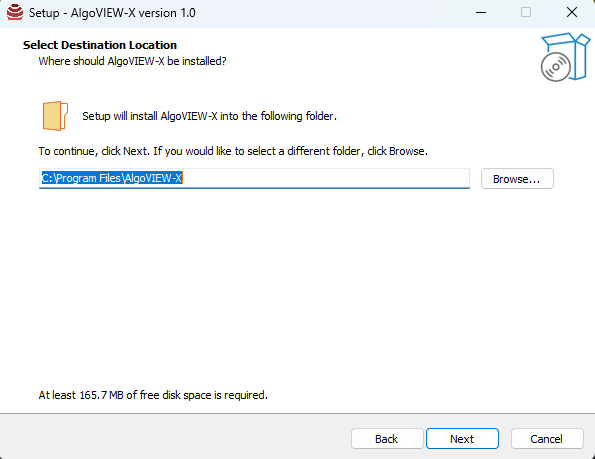 Setup - AlgoVIEW-X version 1.0
Select Destination Location
Where should AlgoVIEW-X be installed?
Setup will install AlgoVIEW-X into the following folder.
To continue, click Next. If you would like to select a different folder, click Browse.
C:\Program Files\AlgoVIEW-X
Browse...
At least 165.7 MB of free disk space is required.
Back
Next
Cancel